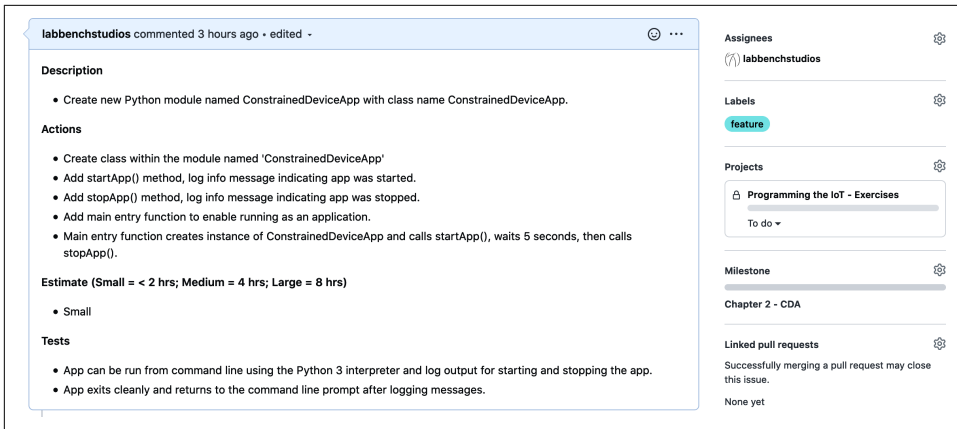 labbenchstudios commented 3 hours ago • edited
Description
• Create new Python module named ConstrainedDeviceApp with class name ConstrainedDeviceApp.
Actions
• Create class within the module named 'ConstrainedDeviceApp'
• Add startApp() method, log info message indicating app was started.
• Add stopApp() method, log info message indicating app was stopped.
• Add main entry function to enable running as an application.
• Main entry function creates instance of ConstrainedDeviceApp and calls startApp(), waits 5 seconds, then calls
stopApp().
Estimate (Small = < 2 hrs; Medium = 4 hrs; Large = 8 hrs)
• Small
Tests
• App can be run from command line using the Python 3 interpreter and log output for starting and stopping the app.
• App exits cleanly and returns to the command line prompt after logging messages.
Assignees
labbenchstudios
Labels
feature
Projects
Programming the IoT - Exercises
To do
Milestone
Chapter 2 - CDA
Linked pull requests
Successfully merging a pull request may close
this issue.
None yet